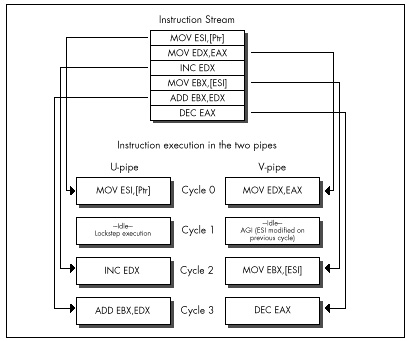 Instruction Stream
MOV ESI,[Ptr]
MOV EDX,EAX
INC EDX
MOV EBX,[ESI]
ADD EBX,EDX
DEC EAX
Instruction execution in the two pipes
U-pipe V-pipe
MOV ESI,[Ptr] Cycle 0 MOV EDX,EAX
—Idle—
Lockstep execution
Cycle 1
—Idle—
AGI (ESI modified on
previous cycle)
INC EDX Cycle 2 MOV EBX,[ESI]
ADD EBX,EDX Cycle 3 DEC EAX